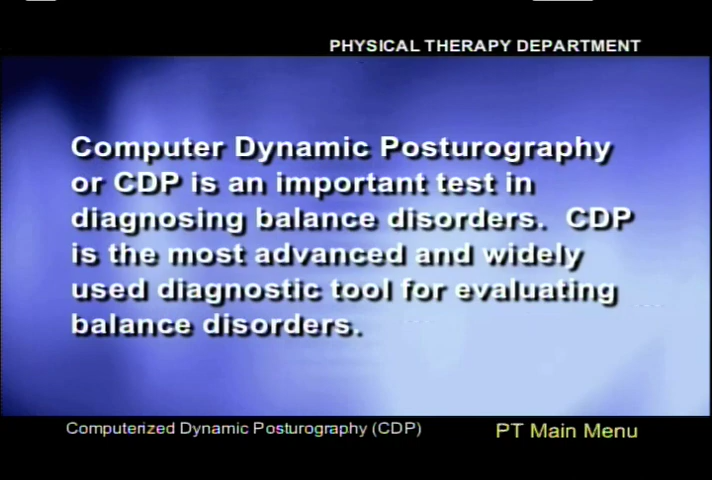 PHYSICAL THERAPY DEPARTMENT
Computer Dynamic Posturography
or CDP is an important test in
diagnosing balance disorders.  CDP
is the most advanced and widely
used diagnostic tool for evaluating
balance disorders.
Computerized Dynamic Posturography (CDP)
PT Main Menu